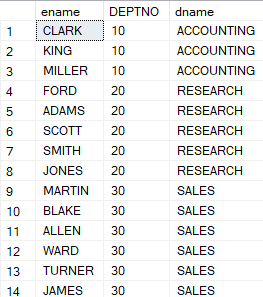 ename DEPTNO dname
1 CLARK 10 ACCOUNTING
2 KING 10 ACCOUNTING
3 MILLER 10 ACCOUNTING
4 FORD 20 RESEARCH
5 ADAMS 20 RESEARCH
6 SCOTT 20 RESEARCH
7 SMITH 20 RESEARCH
8 JONES 20 RESEARCH
9 MARTIN 30 SALES
10 BLAKE 30 SALES
11 ALLEN 30 SALES
12 WARD 30 SALES
13 TURNER 30 SALES
14 JAMES 30 SALES